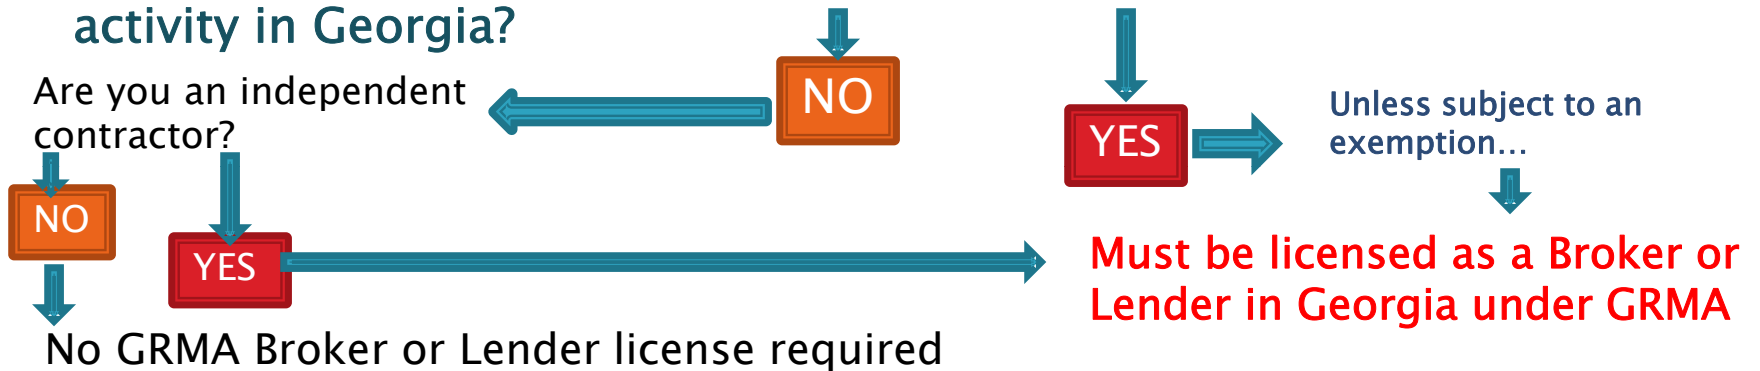 activity in Georgia?
Are you an independent
contractor?
NO
YES
Unless subject to an
exemption...
NO
YES
Must be licensed as a Broker or
Lender in Georgia under GRMA
No GRMA Broker or Lender license required